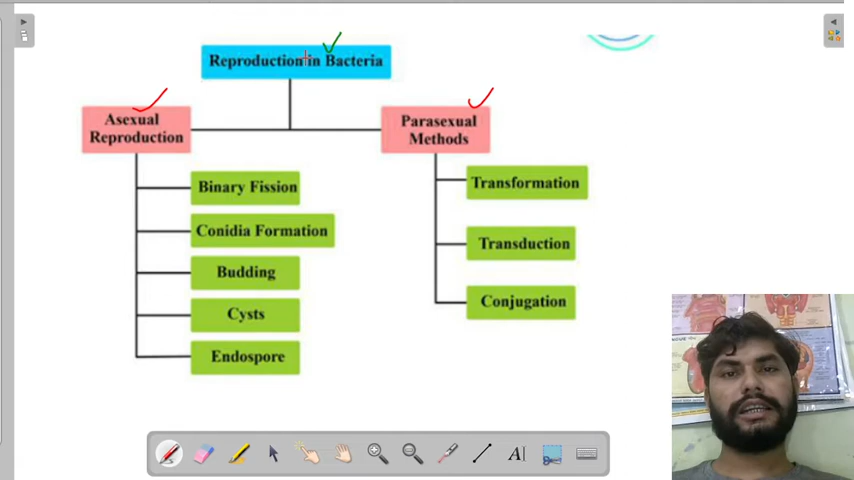 Reproduction in Bacteria
Asexual
Reproduction
Parasexual
Methods
Binary Fission
Conidia Formation
Budding
Cysts
Endospore
Transformation
Transduction
Conjugation
A